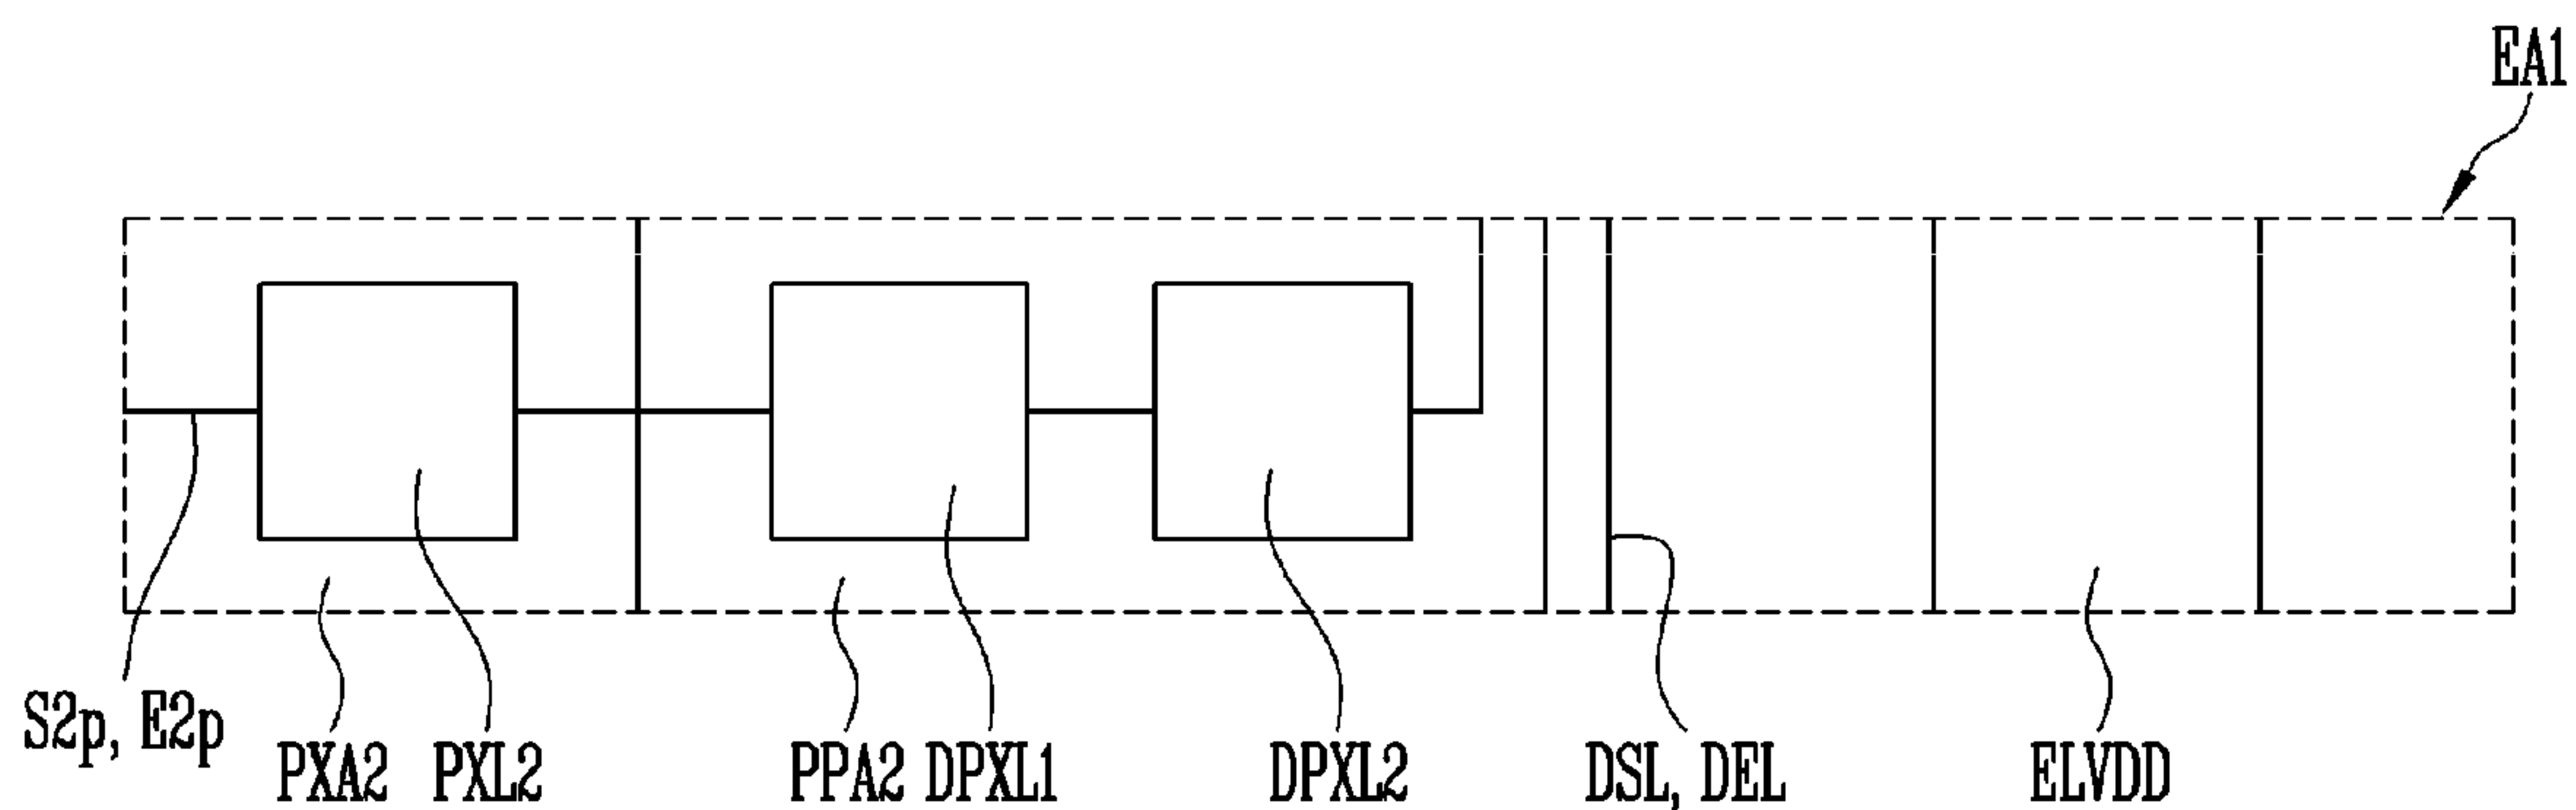 EA1
S2p, E2p
PXA2 PXL2 PPA2 DPXL1 DPXL2 DSL, DEL ELVDD